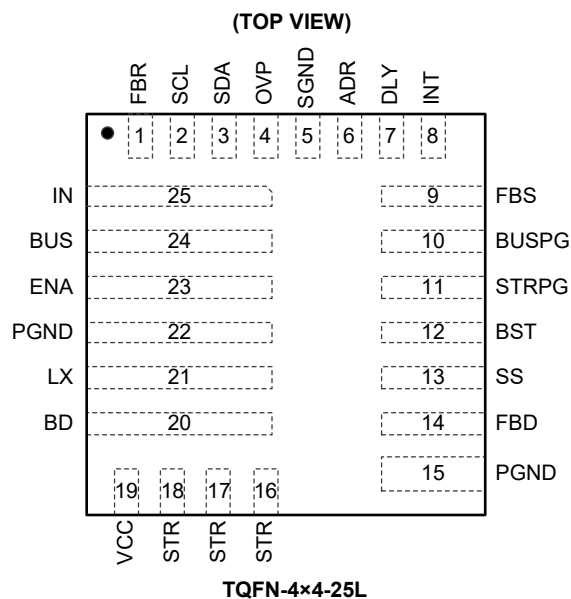 (TOP VIEW)
FBR SCL SDA OVP SGND ADR DLY INT
1 2 3 4 5 6 7 8
IN 25 9 FBS
BUS 24 10 BUSPG
ENA 23 11 STRPG
PGND 22 12 BST
LX 21 13 SS
BD 20 14 FBD
15 PGND
19 18 17 16
VCC STR STR STR
TQFN-4×4-25L